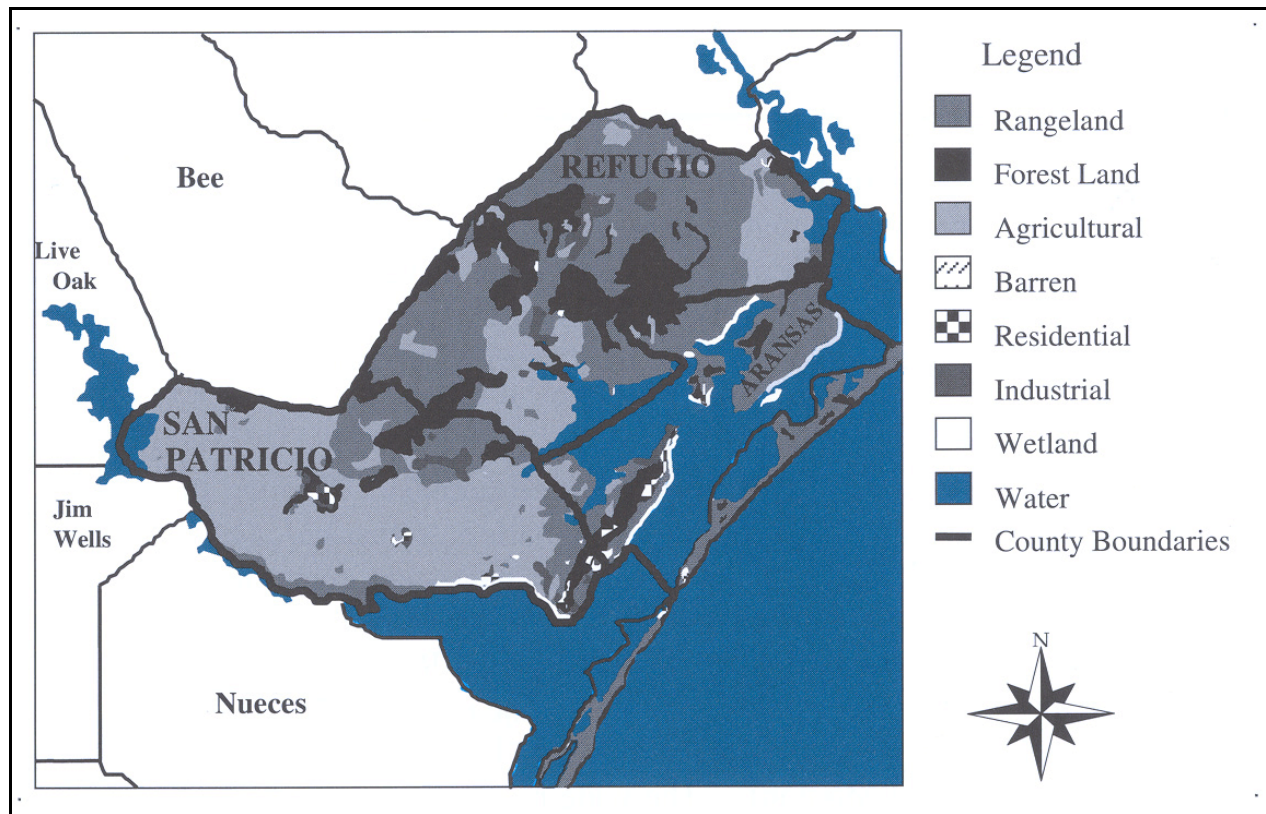 Legend
Rangeland
Forest Land
Agricultural
Barren
Residential
Industrial
Wetland
Water
County Boundaries
N
REFUGIO
Bee
Live
Oak
ARANSAS
SAN
PATRICIO
Jim
Wells
Nueces